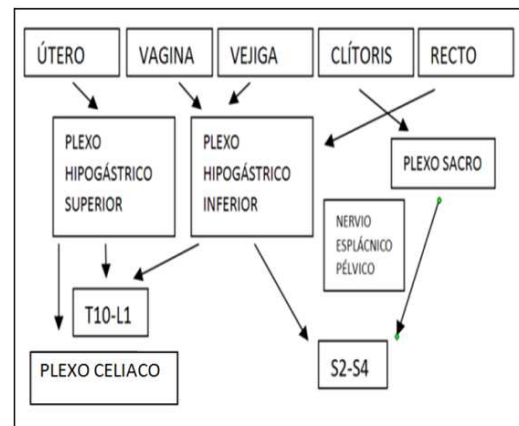 ÚTERO
VAGINA
VEJIGA
CLÍTORIS
RECTO
PLEXO
HIPOGÁSTRICO
SUPERIOR
PLEXO
HIPOGÁSTRICO
INFERIOR
PLEXO SACRO
NERVIO
ESPLÁCNICO
PÉLVICO
T10-L1
PLEXO CELIACO
S2-S4